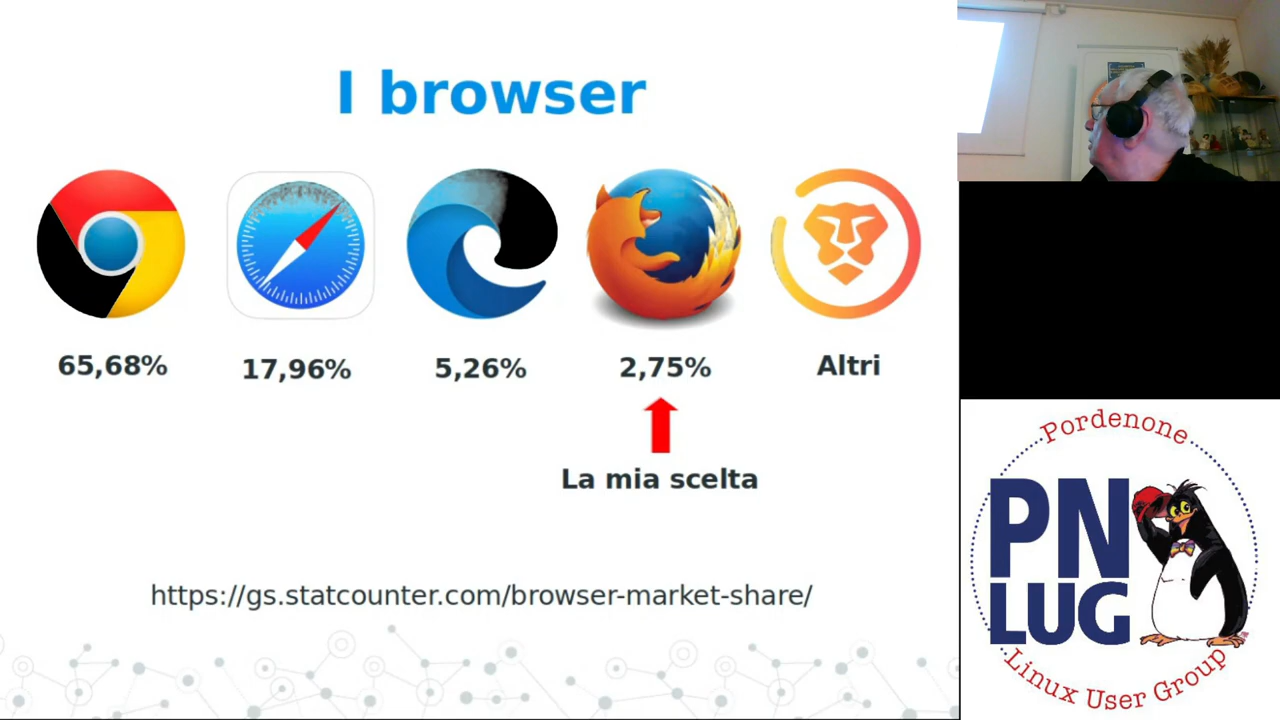 I browser
65,68%
17,96%
5,26%
2,75%
Altri
La mia scelta
https://gs.statcounter.com/browser-market-share/
Pordenone
PN
LUG
Linux User Group